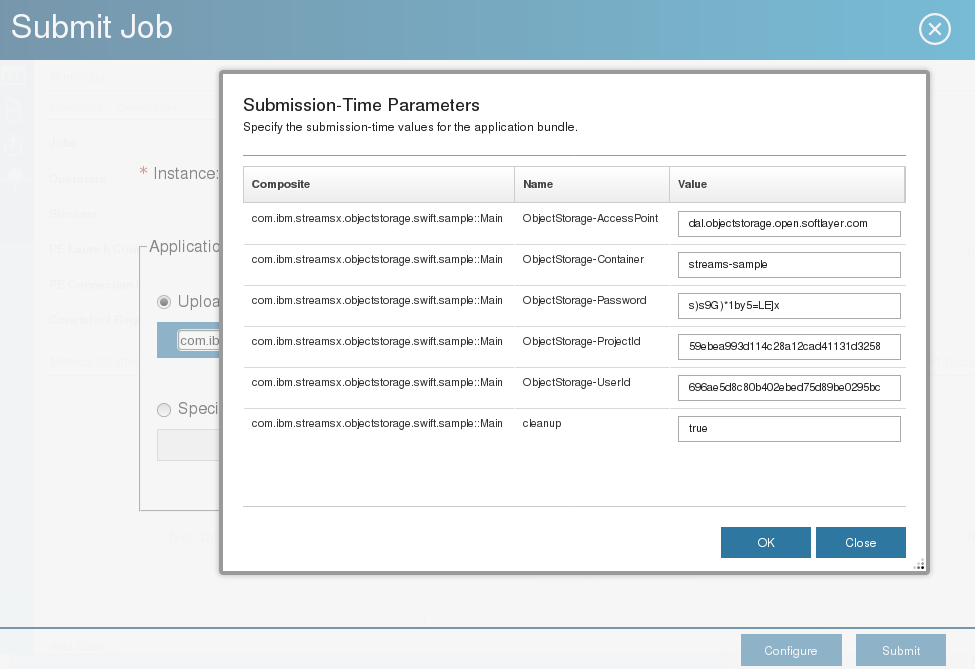 Submit Job
Submission-Time Parameters
Specify the submission-time values for the application bundle.
Composite Name Value
com.ibm.streamsx.objectstorage.swift.sample::Main ObjectStorage-AccessPoint dal.objectstorage.open.softlayer.com
com.ibm.streamsx.objectstorage.swift.sample::Main ObjectStorage-Container streams-sample
com.ibm.streamsx.objectstorage.swift.sample::Main ObjectStorage-Password s)s9G)*1by5=LE]x
com.ibm.streamsx.objectstorage.swift.sample::Main ObjectStorage-ProjectId 59ebea993d114c28a12cad41131d3258
com.ibm.streamsx.objectstorage.swift.sample::Main ObjectStorage-UserId 696ae5d8c80b402ebed75d89be0295bc
com.ibm.streamsx.objectstorage.swift.sample::Main cleanup true
OK Close
* Instance:
Applicatio
Uploa
com.ib
Speci
Configure Submit